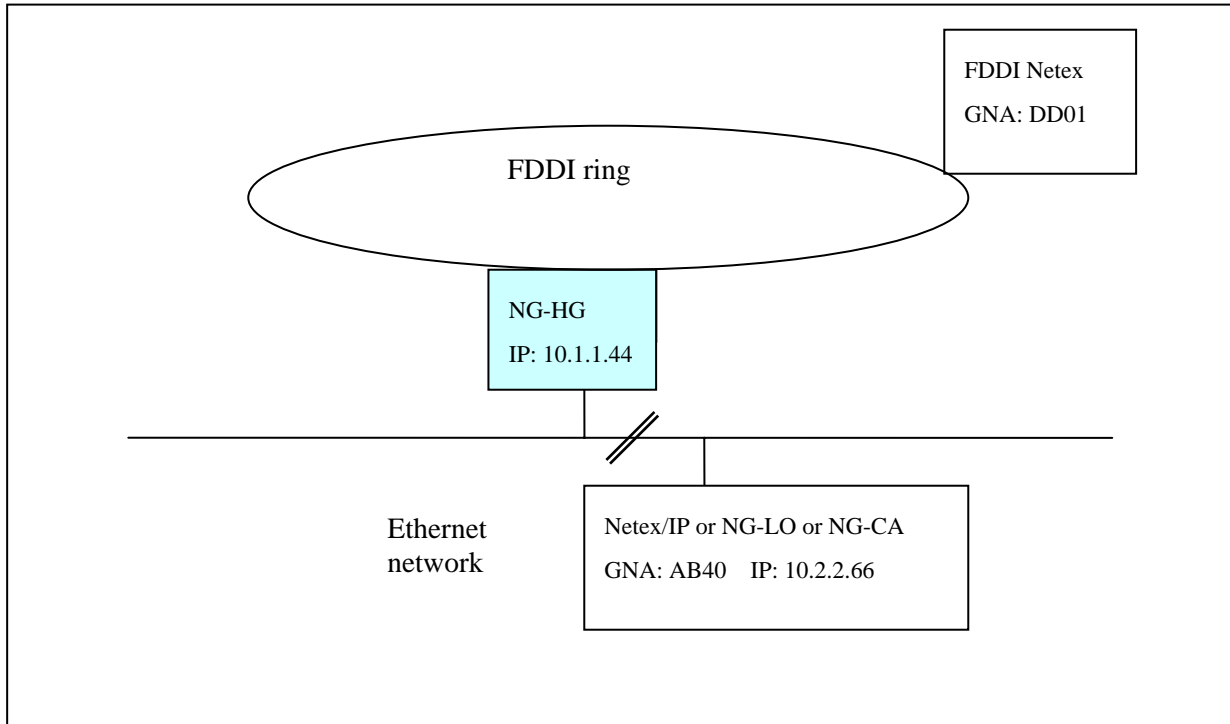 FDDI Netex
GNA: DD01
FDDI ring
NG-HG
IP: 10.1.1.44
Ethernet
network
Netex/IP or NG-LO or NG-CA
GNA: AB40    IP: 10.2.2.66